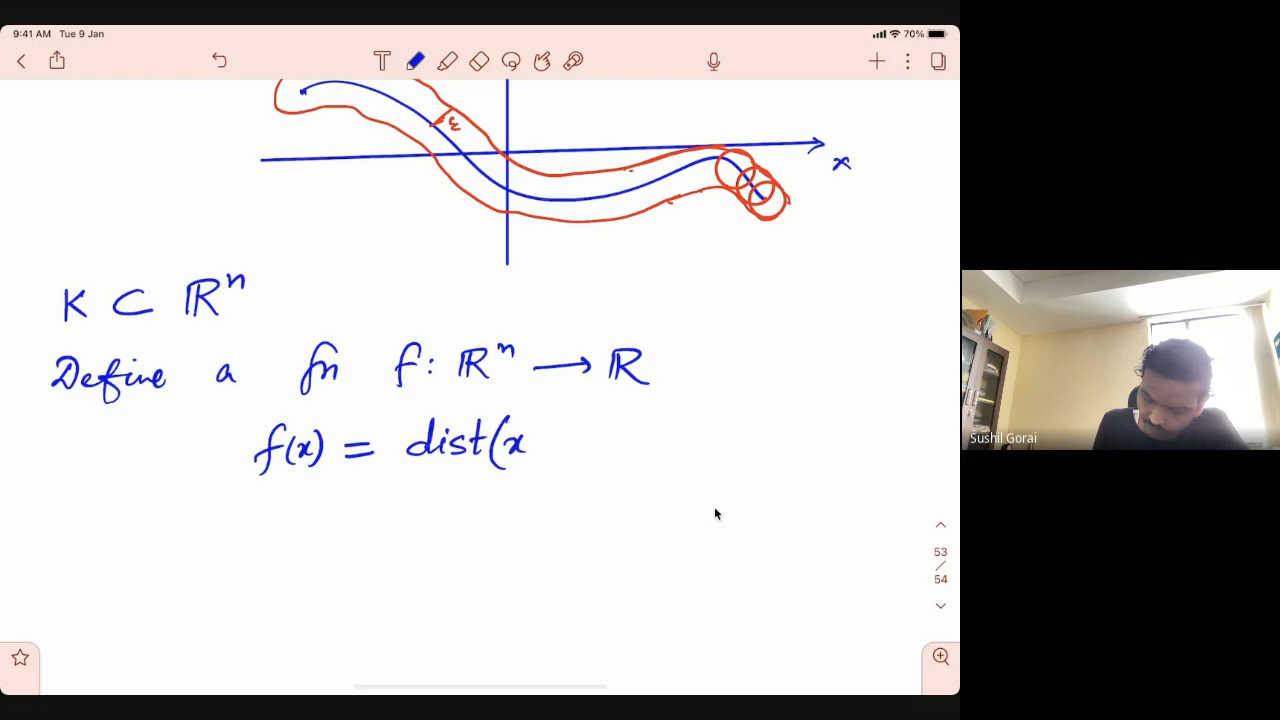 9:41 AM Tue 9 Jan
70%
T
ε
x
K ⊂ ℝⁿ
Define a fn f: ℝⁿ ⟶ ℝ
f(x) = dist(x
Sushil Gorai
53
/
54